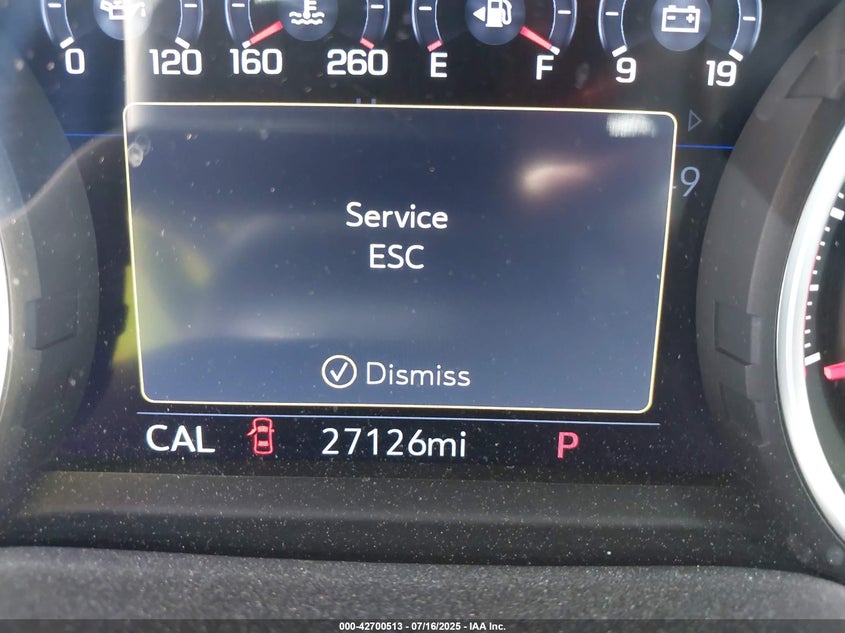 0 120 160 260 E F 9 19
Service
ESC
Dismiss
CAL 27126mi P
000-42700513 - 07/16/2025 - IAA Inc.